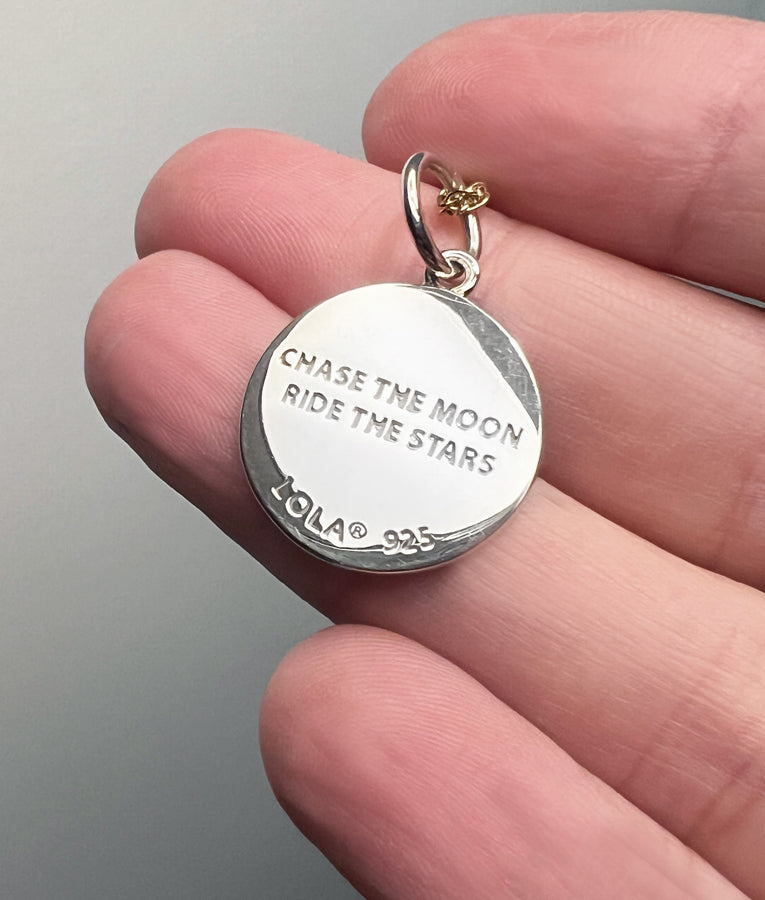 CHASE THE MOON
RIDE THE STARS
LOLA® 925